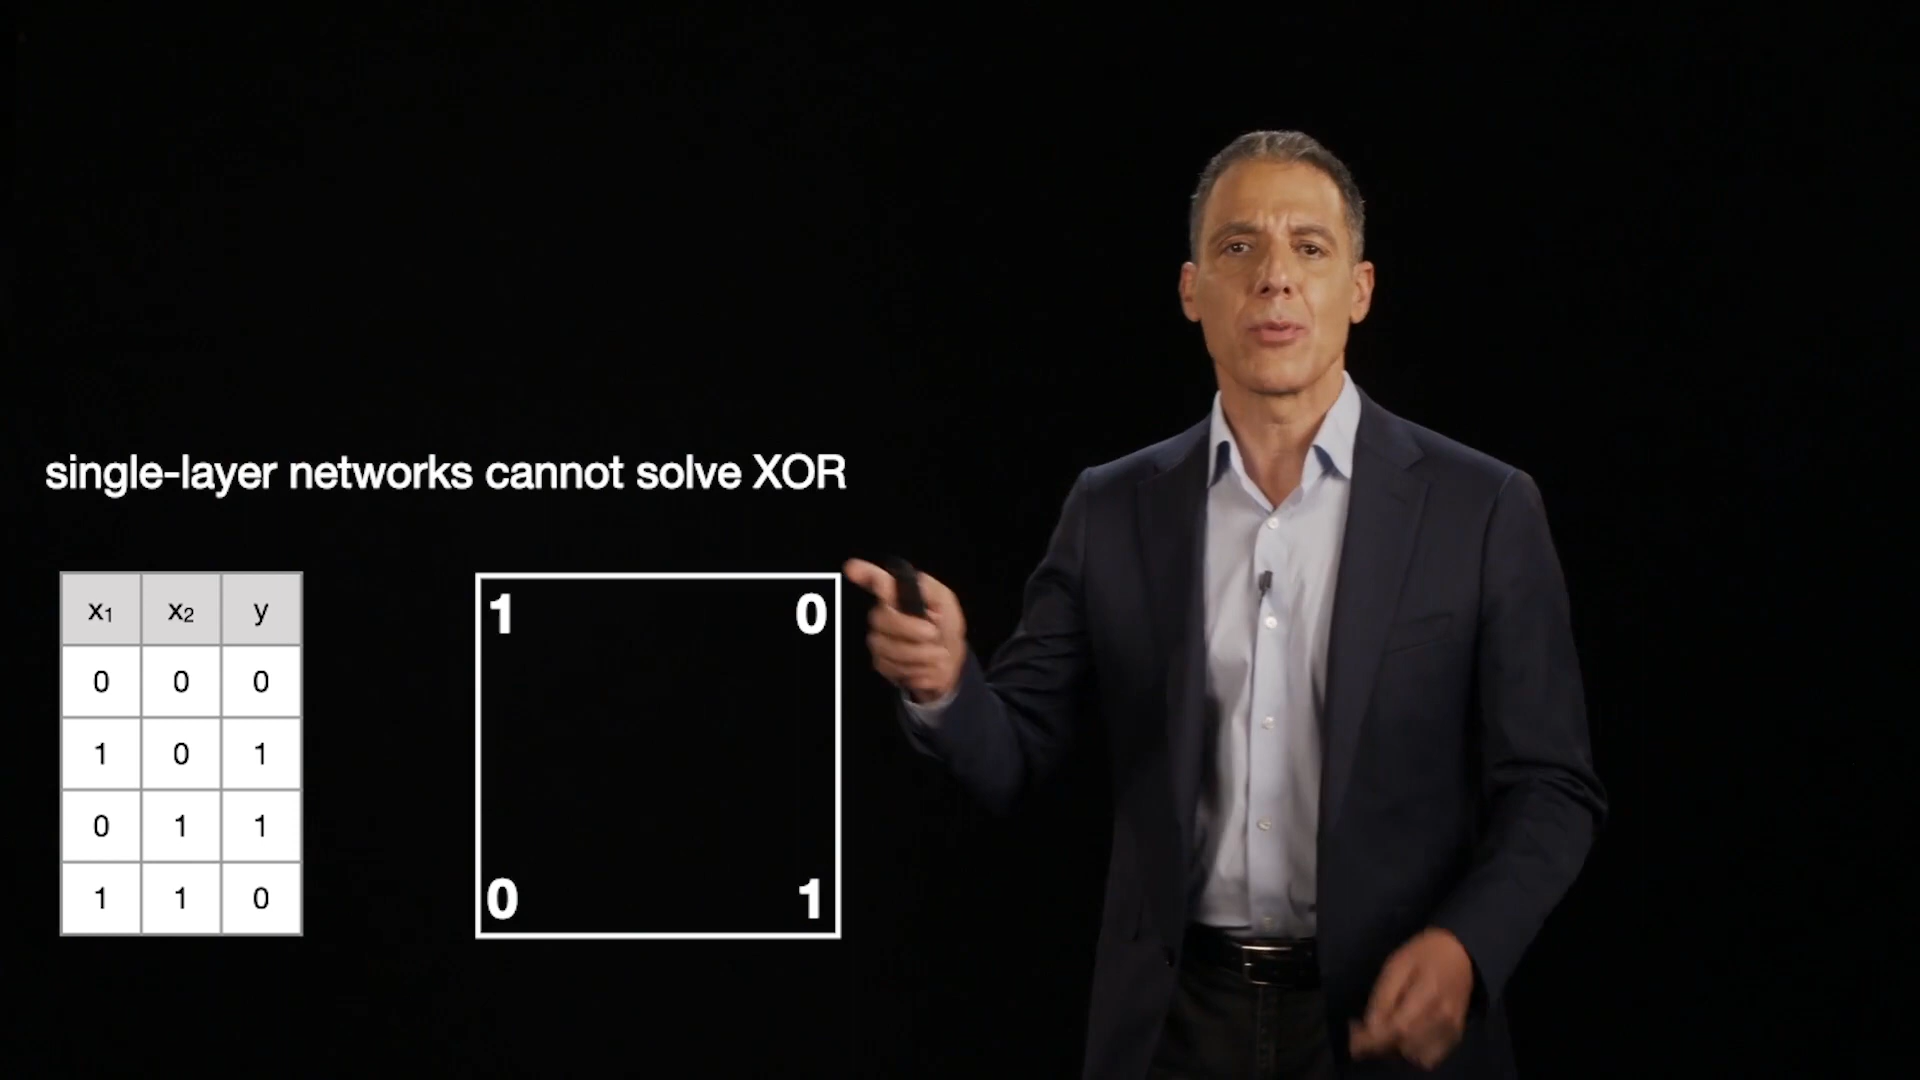 single-layer networks cannot solve XOR
x₁ x₂ y
0 0 0
1 0 1
0 1 1
1 1 0
1 0
0 1